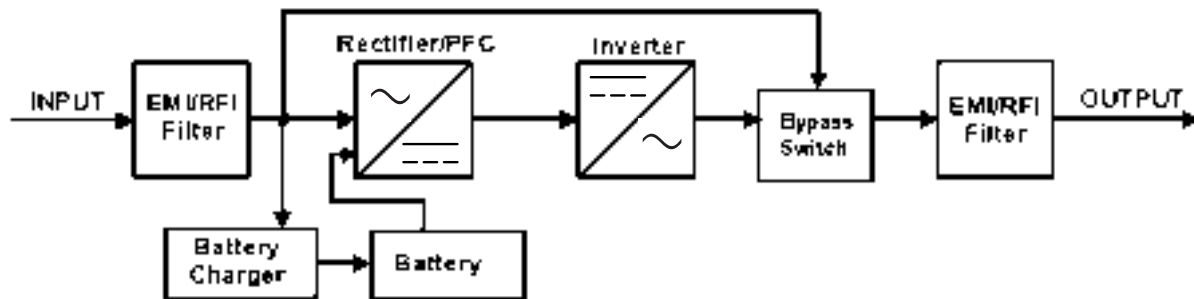 Rectifier/PFC
Inverter
INPUT
EMI/RFI
Filter
Bypass
Switch
EMI/RFI
Filter
OUTPUT
Battery
Charger
Battery